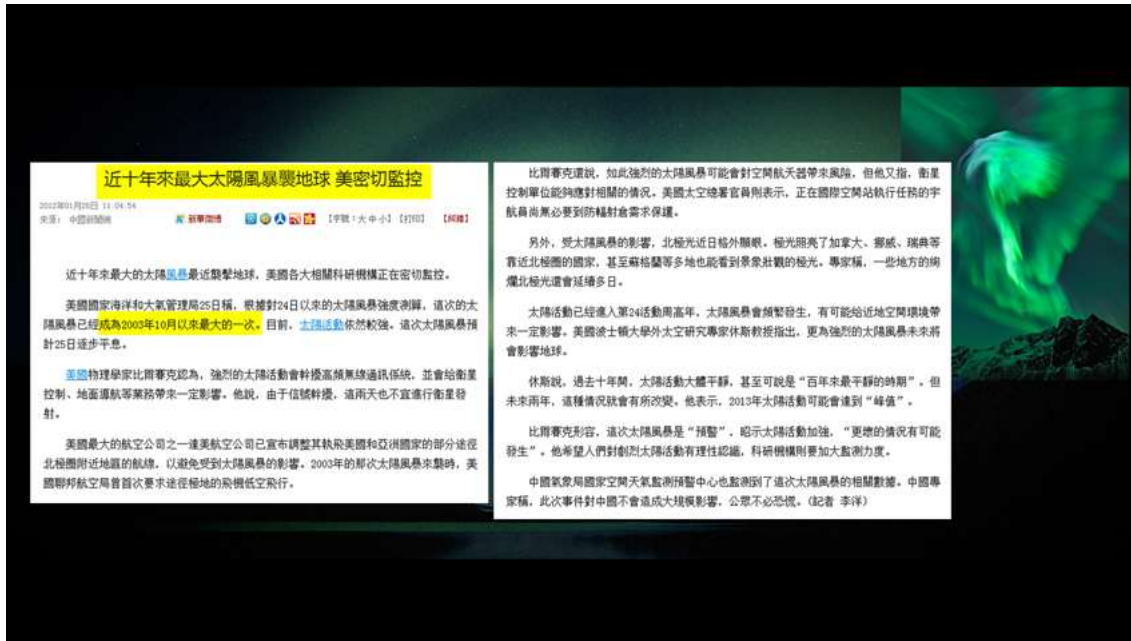 近十年來最大太陽風暴襲地球 美密切監控
2012年01月26日 11:04:54
來源： 中國新聞網
新華微博
【字號：大 中 小】【打印】
【糾錯】
近十年來最大的太陽風暴最近襲擊地球，美國各大相關科研機構正在密切監控。
美國國家海洋和大氣管理局25日稱，根據對24日以來的太陽風暴強度測算，這次的太
陽風暴已經成為2003年10月以來最大的一次。目前，太陽活動依然較強。這次太陽風暴預
計25日逐步平息。
美國物理學家比爾賽克認為，強烈的太陽活動會幹擾高頻無線通訊係統，並會給衛星
控制、地面導航等業務帶來一定影響。他說，由于信號幹擾，這兩天也不宜進行衛星發
射。
美國最大的航空公司之一達美航空公司已宣布調整其執飛美國和亞洲國家的部分途徑
北極圈附近地區的航線，以避免受到太陽風暴的影響。2003年的那次太陽風暴來襲時，美
國聯邦航空局曾首次要求途徑極地的飛機低空飛行。
比爾賽克還說，如此強烈的太陽風暴可能會對空間航天器帶來風險，但他又指，衛星
控制單位能夠應對相關的情況。美國太空總署官員則表示，正在國際空間站執行任務的宇
航員尚無必要到防輻射倉需求保護。
另外，受太陽風暴的影響，北極光近日格外顯眼。極光照亮了加拿大、挪威、瑞典等
靠近北極圈的國家，甚至蘇格蘭等多地也能看到景象壯觀的極光。專家稱，一些地方的絢
爛北極光還會延續多日。
太陽活動已經進入第24活動周高年，太陽風暴會頻繁發生，有可能給近地空間環境帶
來一定影響。美國波士頓大學外太空研究專家休斯教授指出，更為強烈的太陽風暴未來將
會影響地球。
休斯說，過去十年間，太陽活動大體平靜，甚至可說是“百年來最平靜的時期”，但
未來兩年，這種情況就會有所改變。他表示，2013年太陽活動可能會達到“峰值”。
比爾賽克形容，這次太陽風暴是“預警”，昭示太陽活動加強，“更壞的情況有可能
發生”。他希望人們對劇烈太陽活動有理性認識，科研機構則要加大監測力度。
中國氣象局國家空間天氣監測預警中心也監測到了這次太陽風暴的相關數據。中國專
家稱，此次事件對中國不會造成大規模影響，公眾不必恐慌。（記者 李洋）